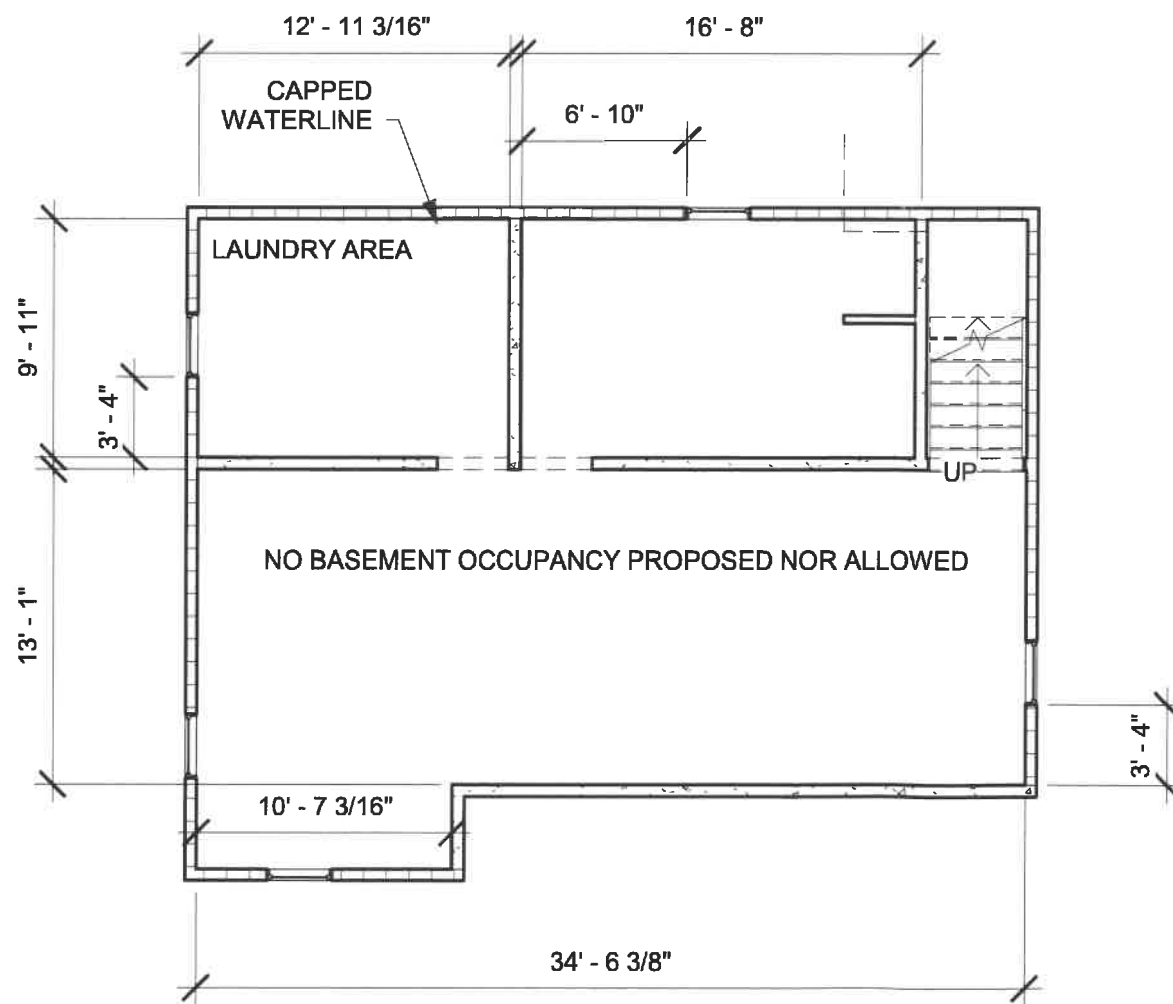 12' - 11 3/16"
16' - 8"
CAPPED
WATERLINE
6' - 10"
LAUNDRY AREA
9' - 11"
3' - 4"
UP
NO BASEMENT OCCUPANCY PROPOSED NOR ALLOWED
13' - 1"
3' - 4"
10' - 7 3/16"
34' - 6 3/8"